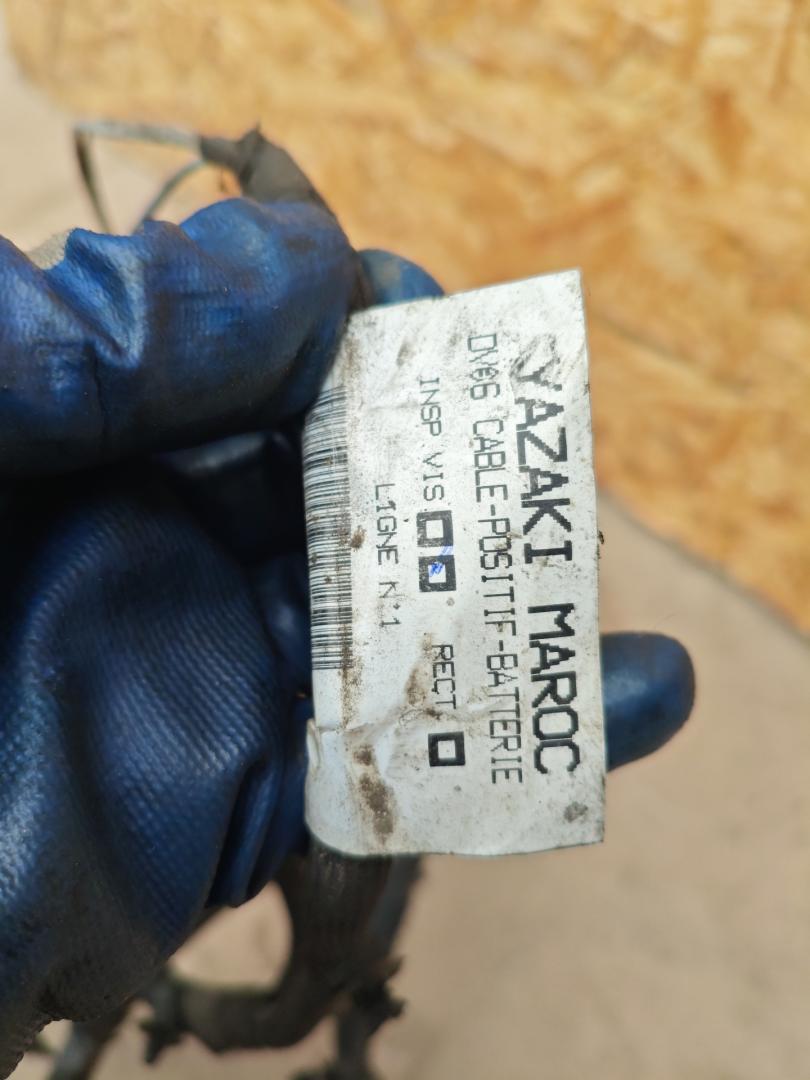 YAZAKI MAROC
DV06 CABLE-POSITIF-BATTERIE
INSP VIS RECT
LIGNE N°1